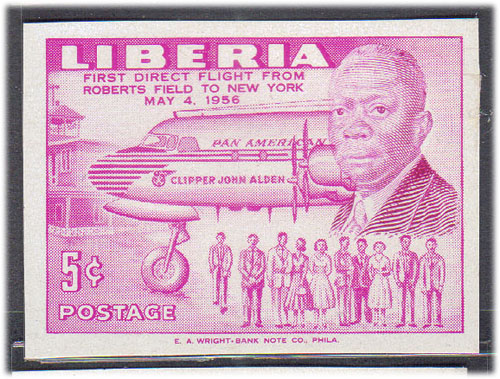 LIBERIA
FIRST DIRECT FLIGHT FROM
ROBERTS FIELD TO NEW YORK
MAY 4, 1956
PAN AMERICAN
CLIPPER JOHN ALDEN
5¢
POSTAGE
E. A. WRIGHT-BANK NOTE CO., PHILA.